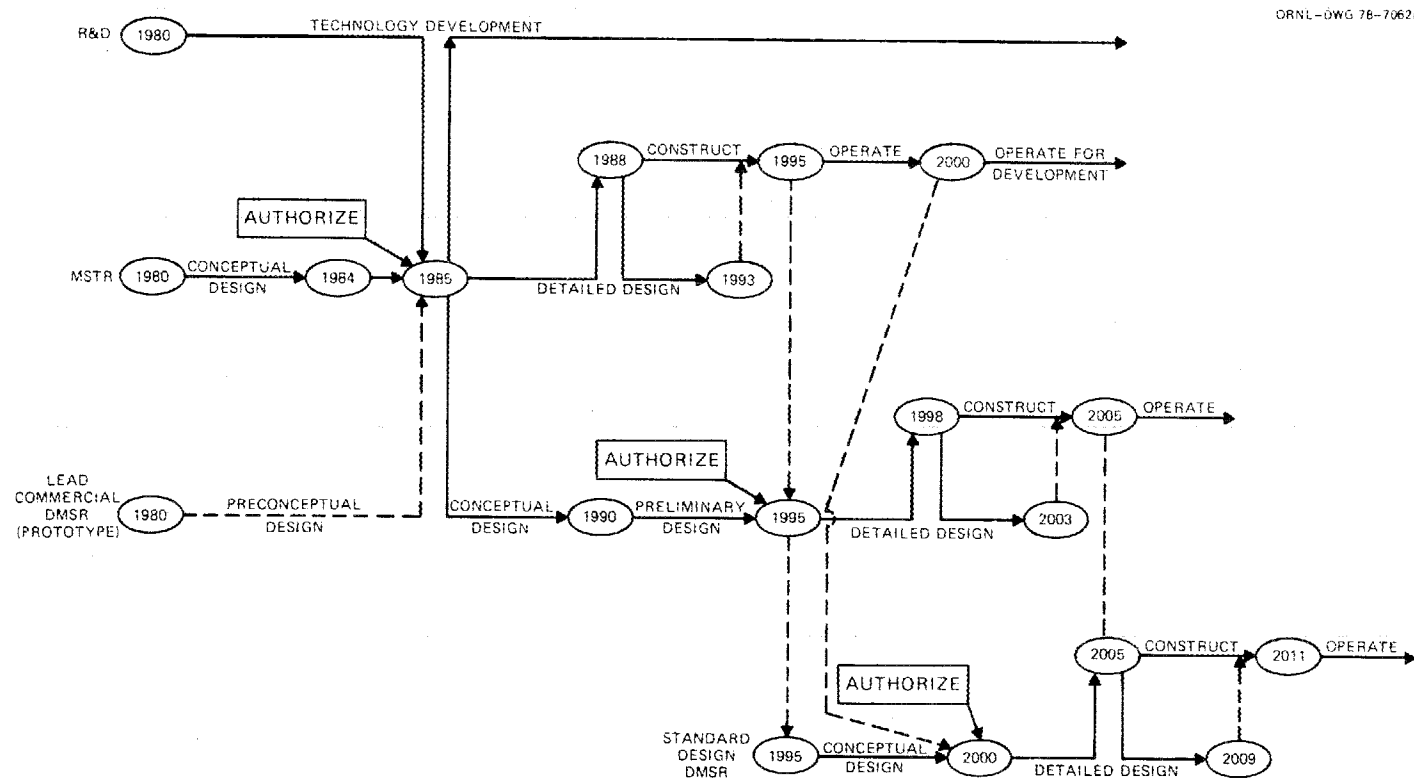 ORNL-DWG 78-7062
R&D
1980
TECHNOLOGY DEVELOPMENT
1988
CONSTRUCT
1995
OPERATE
2000
OPERATE FOR
DEVELOPMENT
AUTHORIZE
MSTR
1980
CONCEPTUAL
DESIGN
1984
1985
DETAILED DESIGN
1993
1998
CONSTRUCT
2005
OPERATE
AUTHORIZE
LEAD
COMMERCIAL
DMSR
(PROTOTYPE)
1980
PRECONCEPTUAL
DESIGN
CONCEPTUAL
DESIGN
1990
PRELIMINARY
DESIGN
1995
DETAILED DESIGN
2003
2005
CONSTRUCT
2011
OPERATE
AUTHORIZE
STANDARD
DESIGN
DMSR
1995
CONCEPTUAL
DESIGN
2000
DETAILED DESIGN
2009